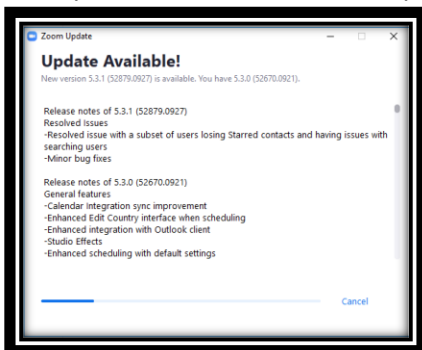 Zoom Update
Update Available!
New version 5.3.1 (52879.0927) is available. You have 5.3.0 (52670.0921).
Release notes of 5.3.1 (52879.0927)
Resolved Issues
-Resolved issue with a subset of users losing Starred contacts and having issues with
searching users
-Minor bug fixes
Release notes of 5.3.0 (52670.0921)
General features
-Calendar Integration sync improvement
-Enhanced Edit Country interface when scheduling
-Enhanced integration with Outlook client
-Studio Effects
-Enhanced scheduling with default settings
Cancel